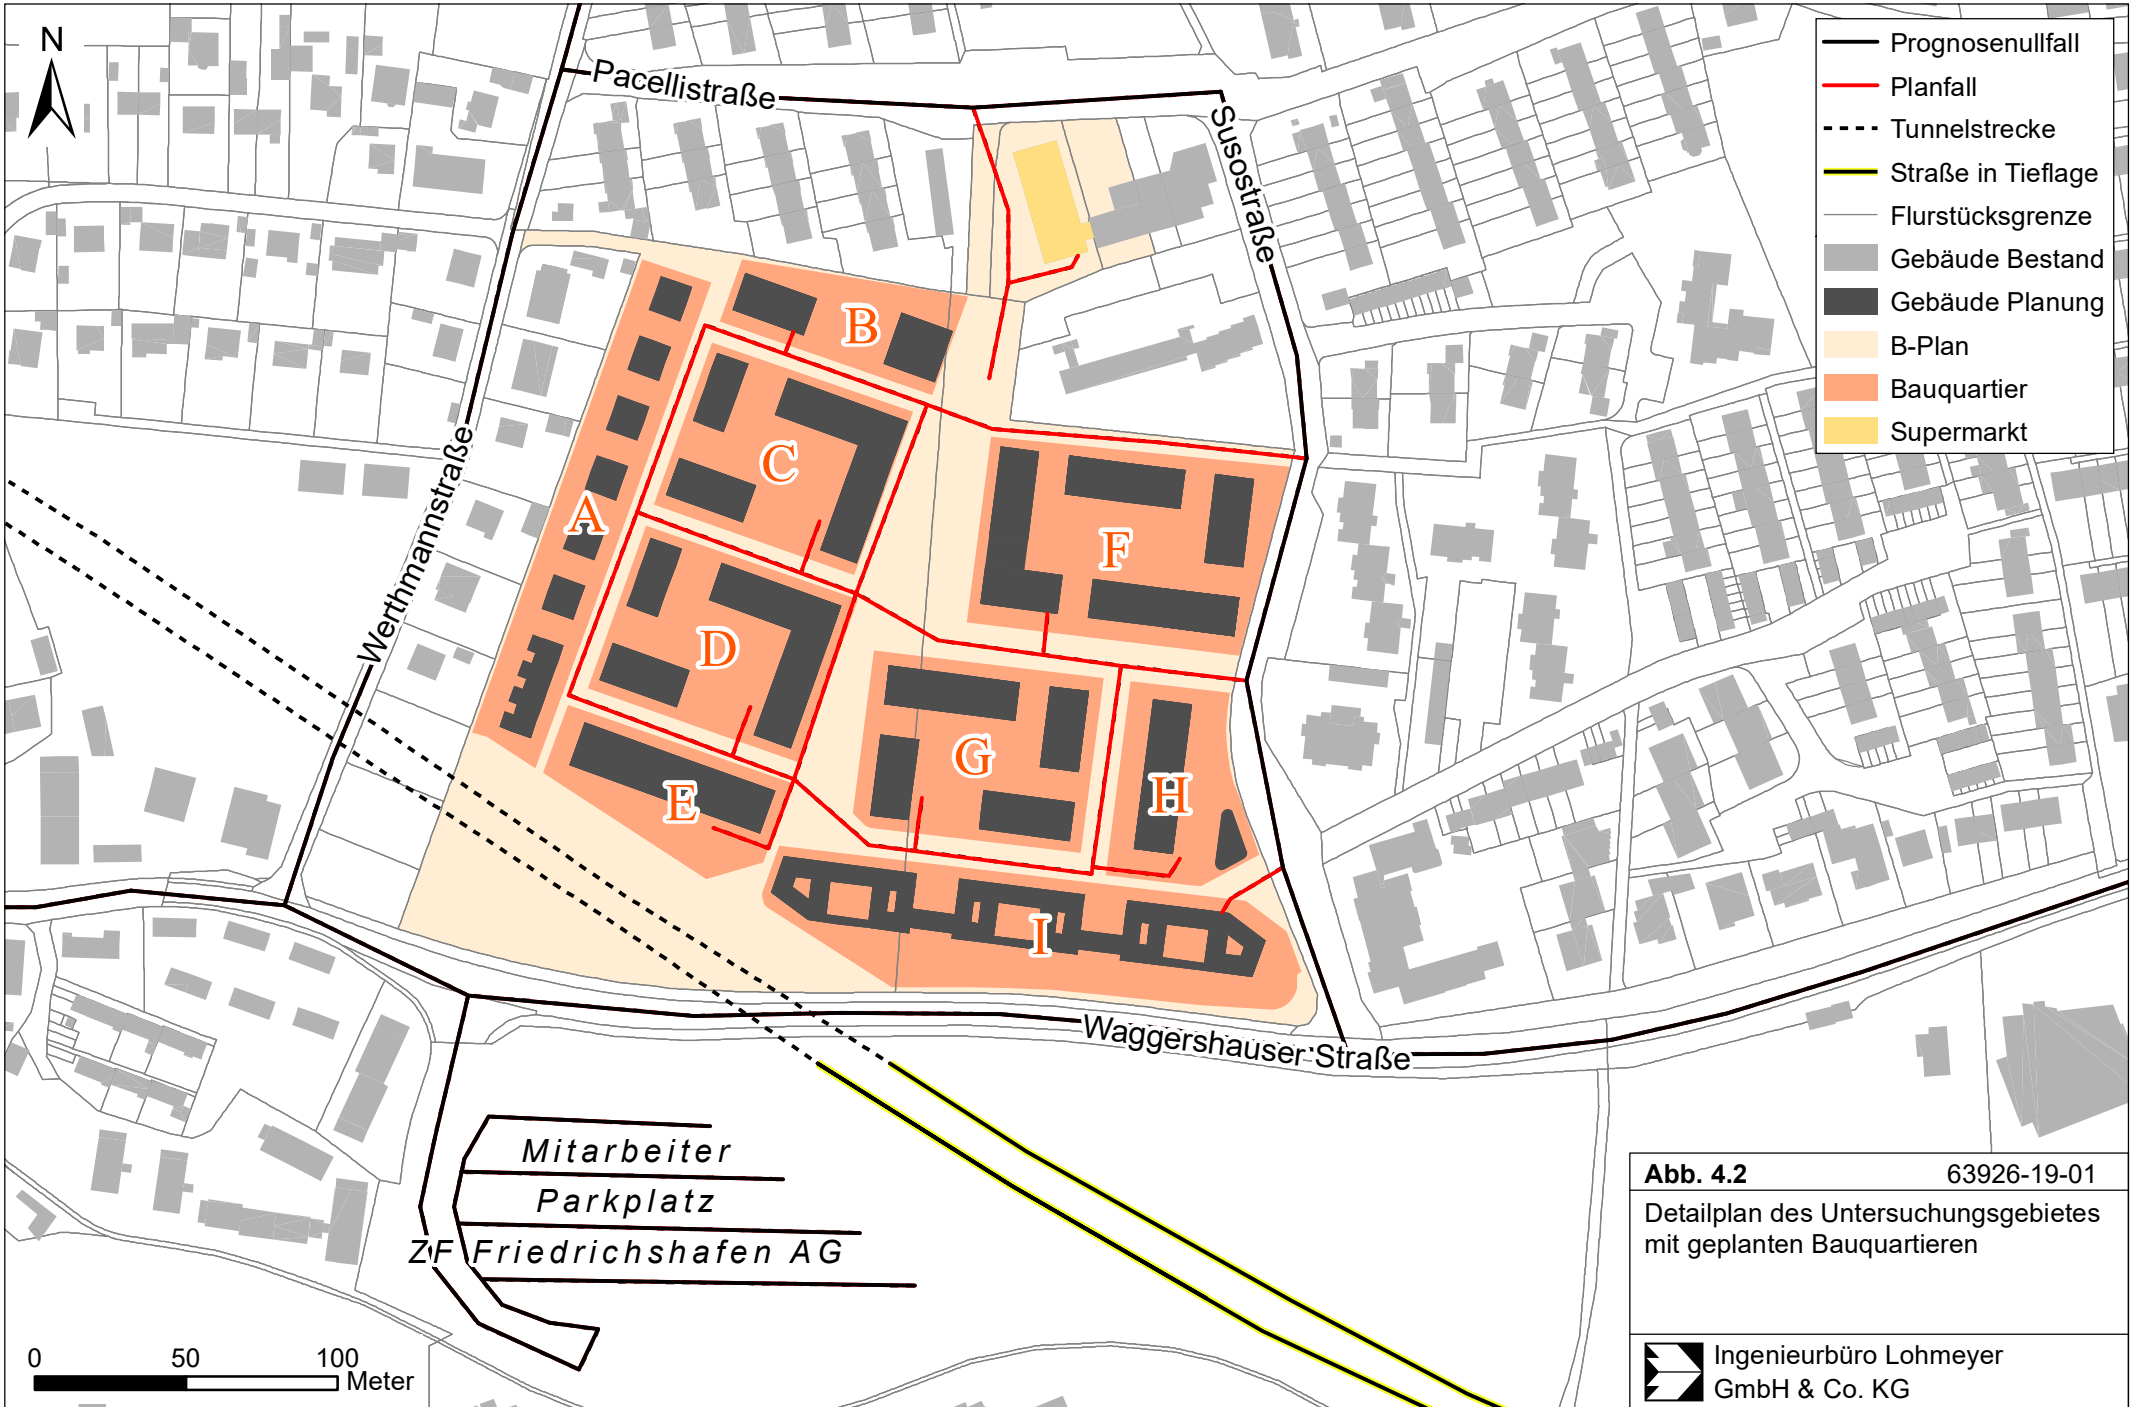 N
Pacellistraße
Susostraße
Werthmannstraße
Waggershauser Straße
A
B
C
D
E
F
G
H
I
Mitarbeiter
Parkplatz
ZF Friedrichshafen AG
0 50 100
Meter
Prognosenullfall
Planfall
Tunnelstrecke
Straße in Tieflage
Flurstücksgrenze
Gebäude Bestand
Gebäude Planung
B-Plan
Bauquartier
Supermarkt
Abb. 4.2 63926-19-01
Detailplan des Untersuchungsgebietes
mit geplanten Bauquartieren
Ingenieurbüro Lohmeyer
GmbH & Co. KG